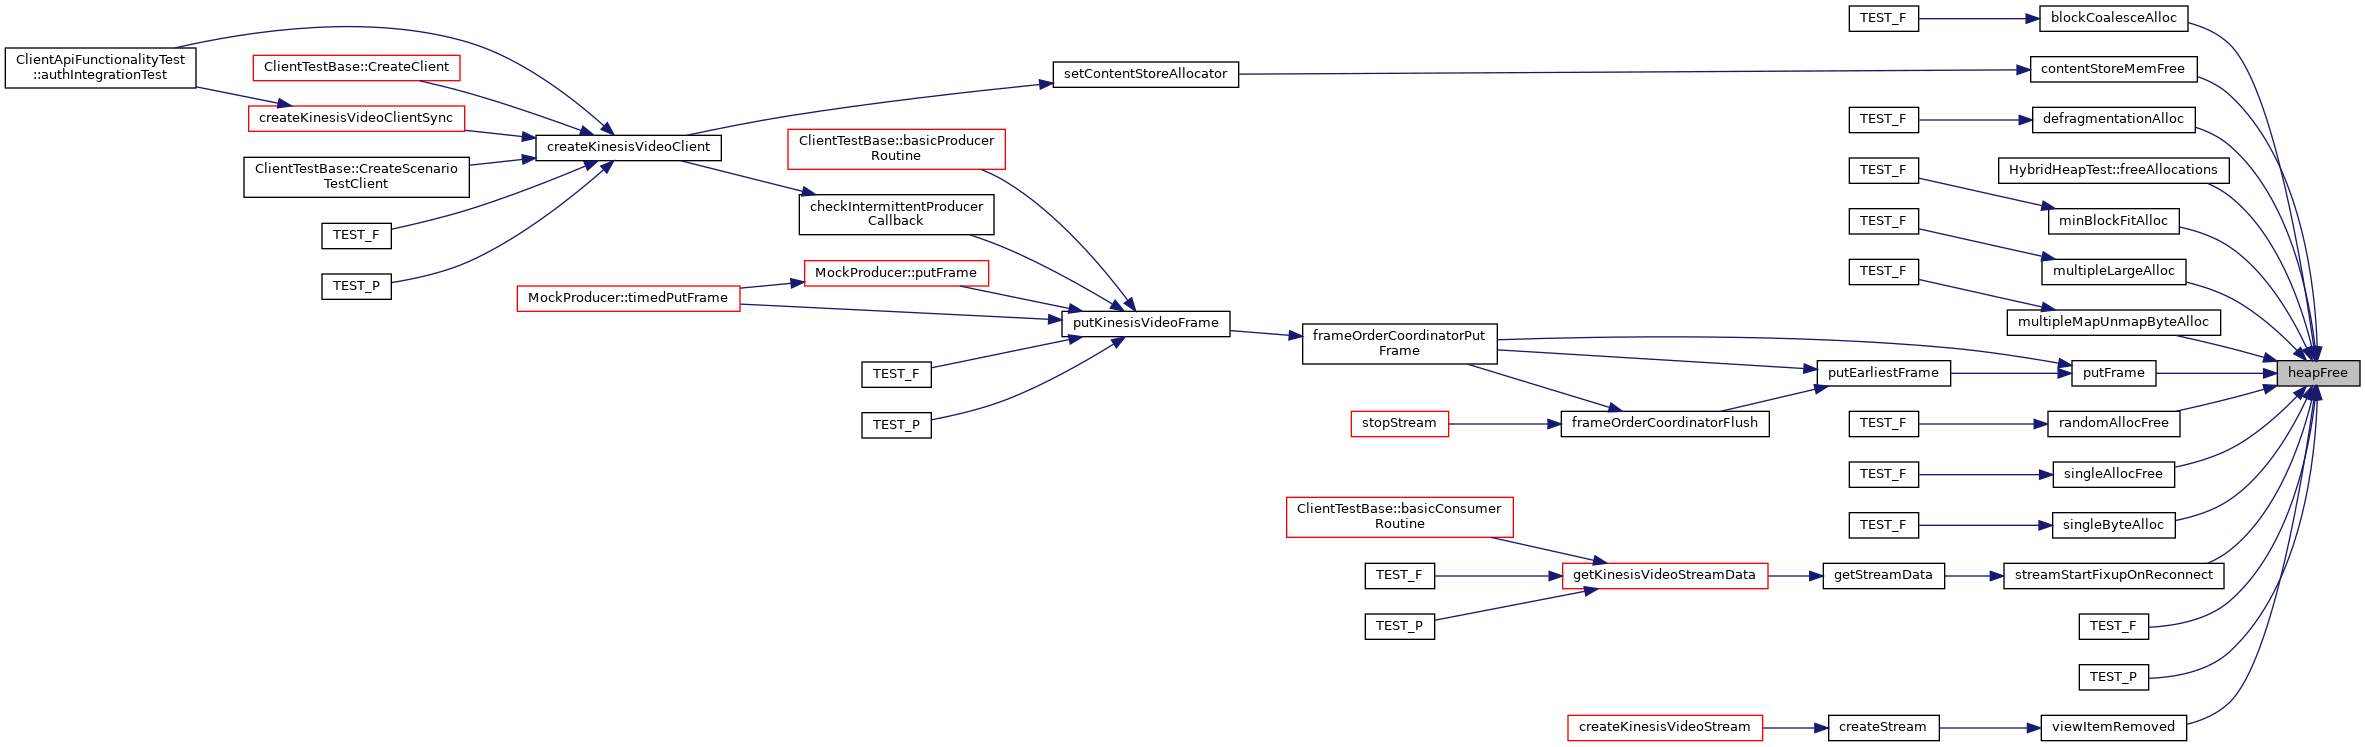 ClientApiFunctionalityTest
::authIntegrationTest
ClientTestBase::CreateClient
createKinesisVideoClientSync
ClientTestBase::CreateScenario
TestClient
TEST_F
TEST_P
createKinesisVideoClient
MockProducer::timedPutFrame
ClientTestBase::basicProducer
Routine
checkIntermittentProducer
Callback
MockProducer::putFrame
TEST_F
TEST_P
setContentStoreAllocator
putKinesisVideoFrame
frameOrderCoordinatorPut
Frame
stopStream
ClientTestBase::basicConsumer
Routine
TEST_F
TEST_P
frameOrderCoordinatorFlush
getKinesisVideoStreamData
createKinesisVideoStream
TEST_F
TEST_F
TEST_F
TEST_F
TEST_F
putEarliestFrame
TEST_F
TEST_F
TEST_F
getStreamData
createStream
blockCoalesceAlloc
contentStoreMemFree
defragmentationAlloc
HybridHeapTest::freeAllocations
minBlockFitAlloc
multipleLargeAlloc
multipleMapUnmapByteAlloc
putFrame
randomAllocFree
singleAllocFree
singleByteAlloc
streamStartFixupOnReconnect
TEST_F
TEST_P
viewItemRemoved
heapFree